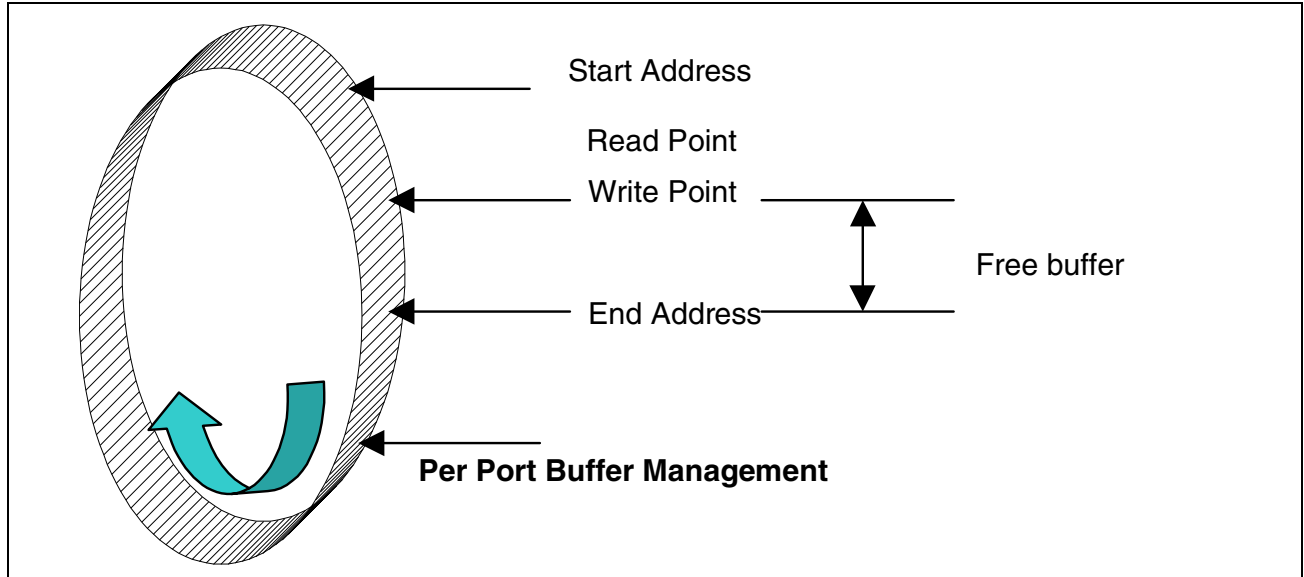 Start Address
Read Point
Write Point
Free buffer
End Address
Per Port Buffer Management